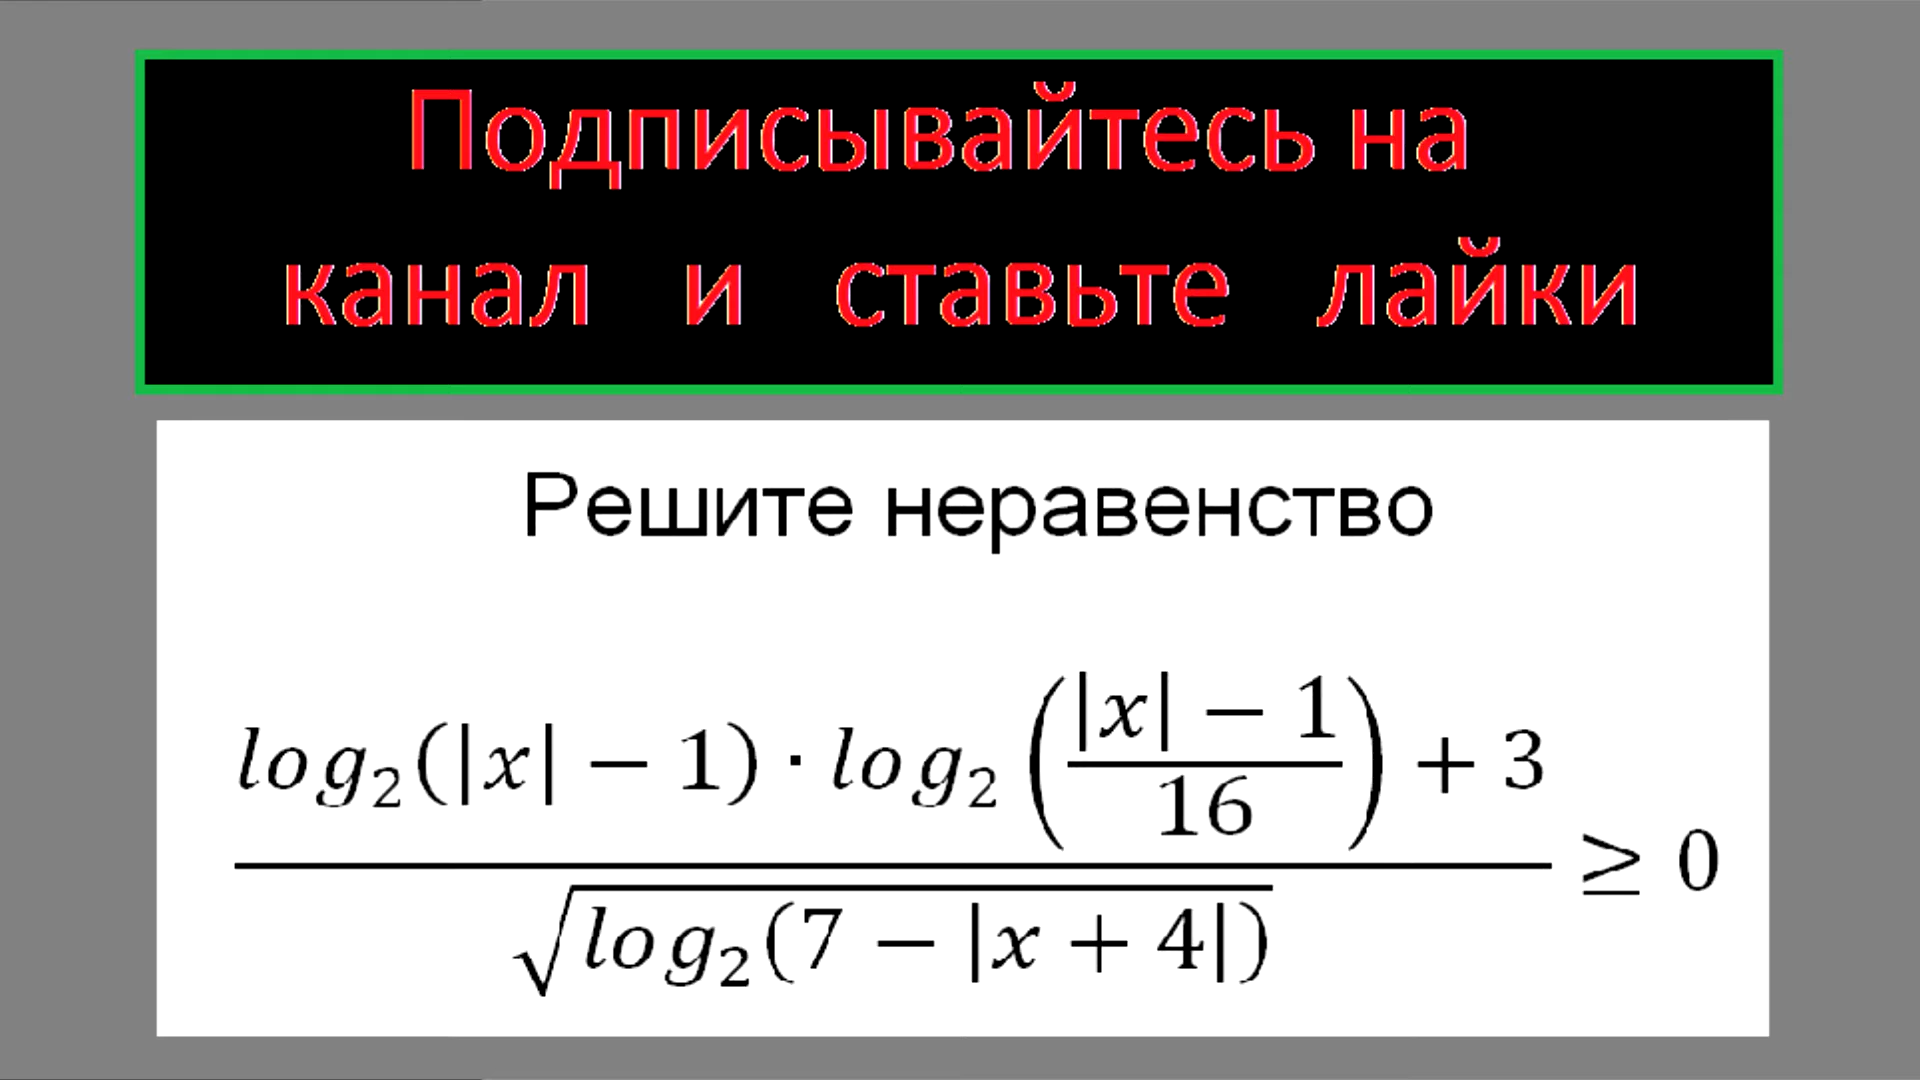 Подписывайтесь на
канал и ставьте лайки
Решите неравенство
log₂(|x| − 1) · log₂(|x| − 1 / 16) + 3
√log₂(7 − |x + 4|)
≥ 0